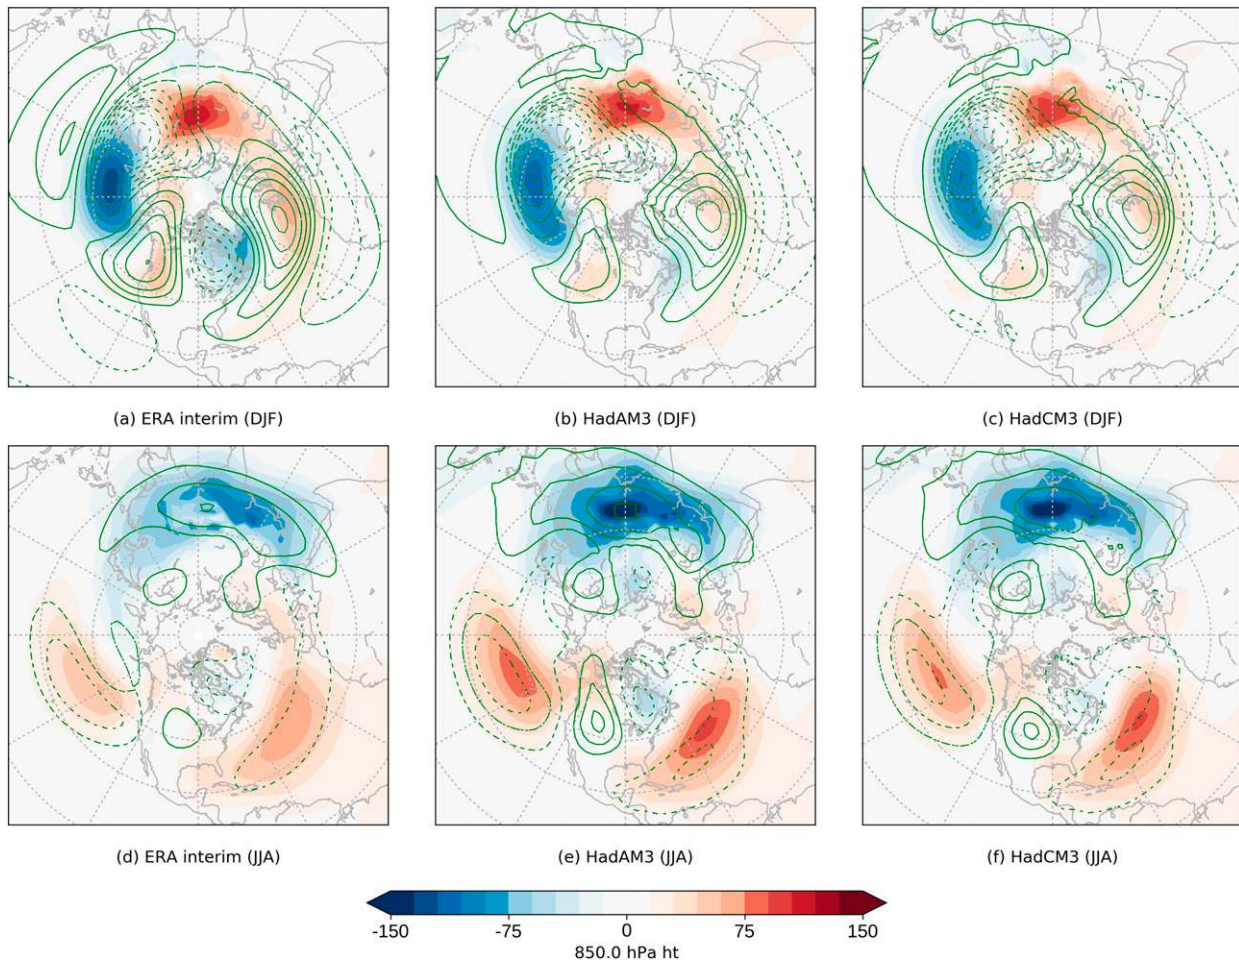 (a) ERA interim (DJF)
(b) HadAM3 (DJF)
(c) HadCM3 (DJF)
(d) ERA interim (JJA)
(e) HadAM3 (JJA)
(f) HadCM3 (JJA)
-150 -75 0 75 150
850.0 hPa ht